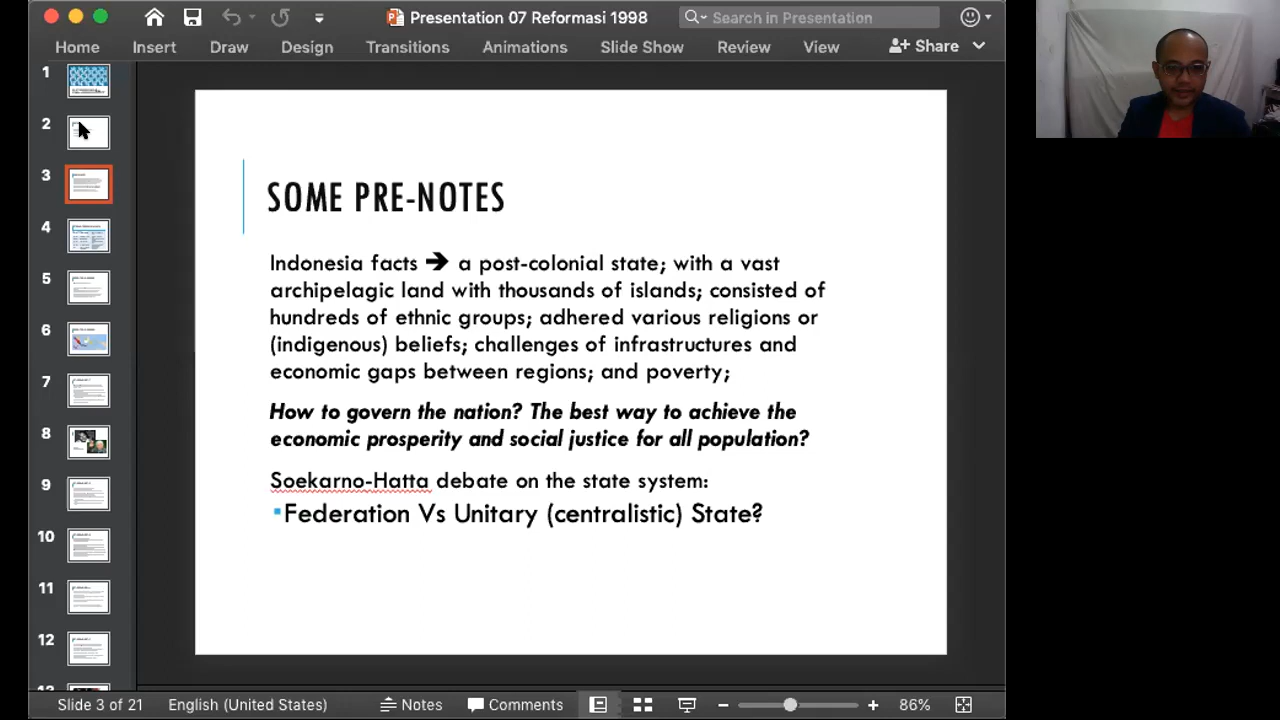 Presentation 07 Reformasi 1998
Search in Presentation
Home Insert Draw Design Transitions Animations Slide Show Review View Share
1
2
3
4
5
6
7
8
9
10
11
12
SOME PRE-NOTES
Indonesia facts ➔ a post-colonial state; with a vast
archipelagic land with thousands of islands; consisted of
hundreds of ethnic groups; adhered various religions or
(indigenous) beliefs; challenges of infrastructures and
economic gaps between regions; and poverty;
How to govern the nation? The best way to achieve the
economic prosperity and social justice for all population?
Soekarno-Hatta debate on the state system:
▪Federation Vs Unitary (centralistic) State?
Slide 3 of 21 English (United States) Notes Comments 86%